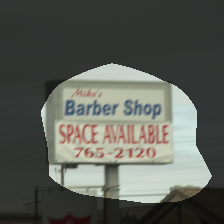 Mike's
Barber Shop
SPACE AVAILABLE
765-2120